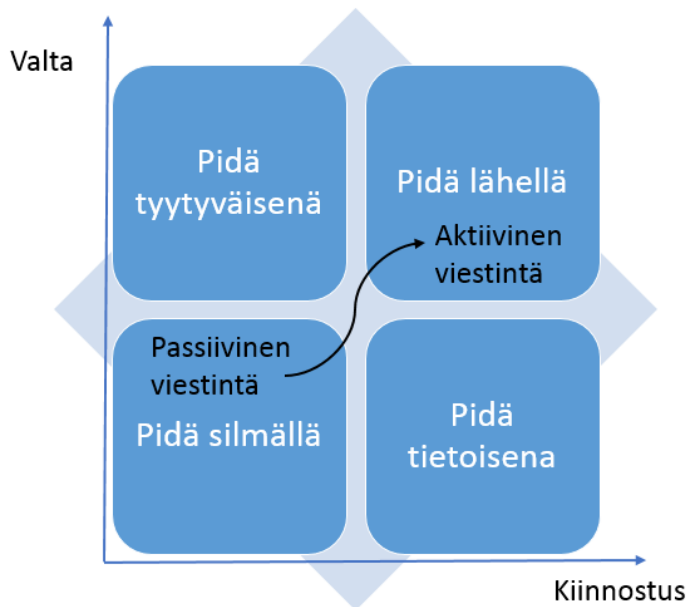 Valta
Pidä
tyytyväisenä
Pidä lähellä
Aktiivinen
viestintä
Passiivinen
viestintä
Pidä silmällä
Pidä
tietoisena
Kiinnostus